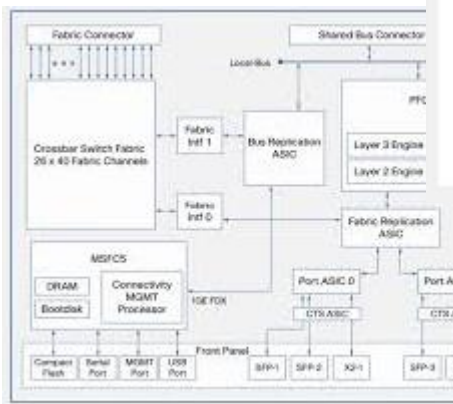 Fabric Connector
Shared Bus Connector
Local-Bus
PFC
Crossbar Switch Fabric
26 x 40 Fabric Channels
Fabric
Intf 1
Bus Replication
ASIC
Layer 3 Engine
Layer 2 Engine
Fabric
Intf 0
Fabric Replication
ASIC
MSFC5
DRAM
Bootdisk
Connectivity
MGMT
Processor
1GE FDX
Port ASIC 0
Port A
CTS ASIC
CTS A
Front Panel
Compact
Flash
Serial
Port
MGMT
Port
USB
Port
SFP-1
SFP-2
X2-1
SFP-3